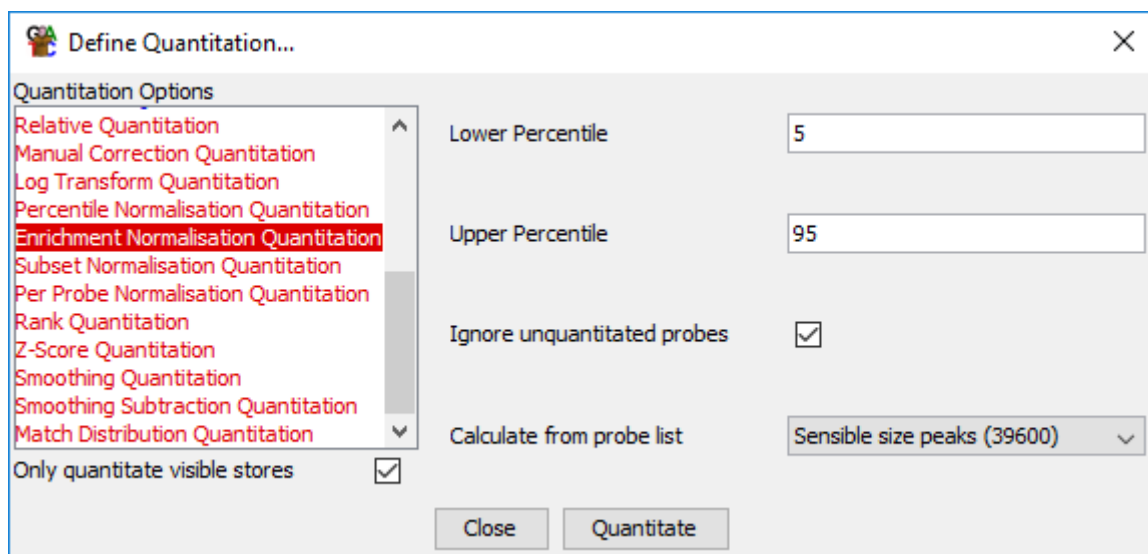 Define Quantitation...
Quantitation Options
Relative Quantitation
Manual Correction Quantitation
Log Transform Quantitation
Percentile Normalisation Quantitation
Enrichment Normalisation Quantitation
Subset Normalisation Quantitation
Per Probe Normalisation Quantitation
Rank Quantitation
Z-Score Quantitation
Smoothing Quantitation
Smoothing Subtraction Quantitation
Match Distribution Quantitation
Only quantitate visible stores
Lower Percentile 5
Upper Percentile 95
Ignore unquantitated probes
Calculate from probe list Sensible size peaks (39600)
Close Quantitate